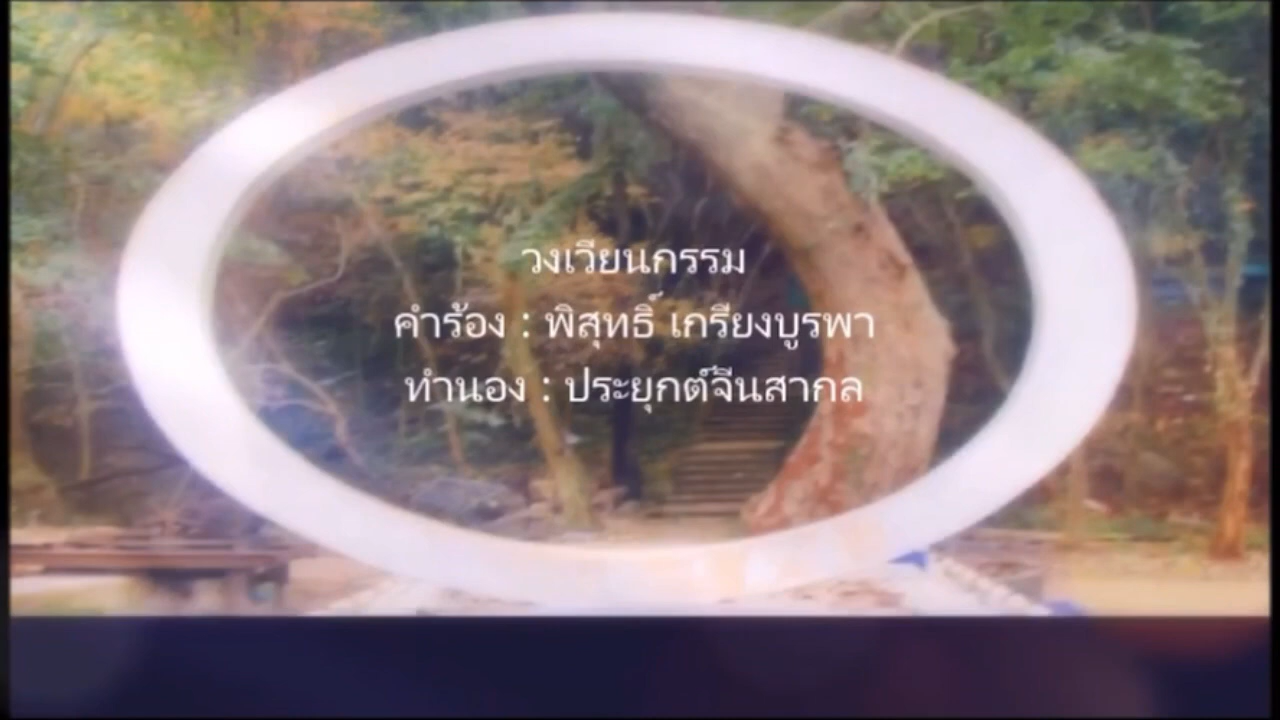 วงเวียนกรรม
คำร้อง : พิสุทธิ์ เกรียงบูรพา
ทำนอง : ประยุกต์จีนสากล